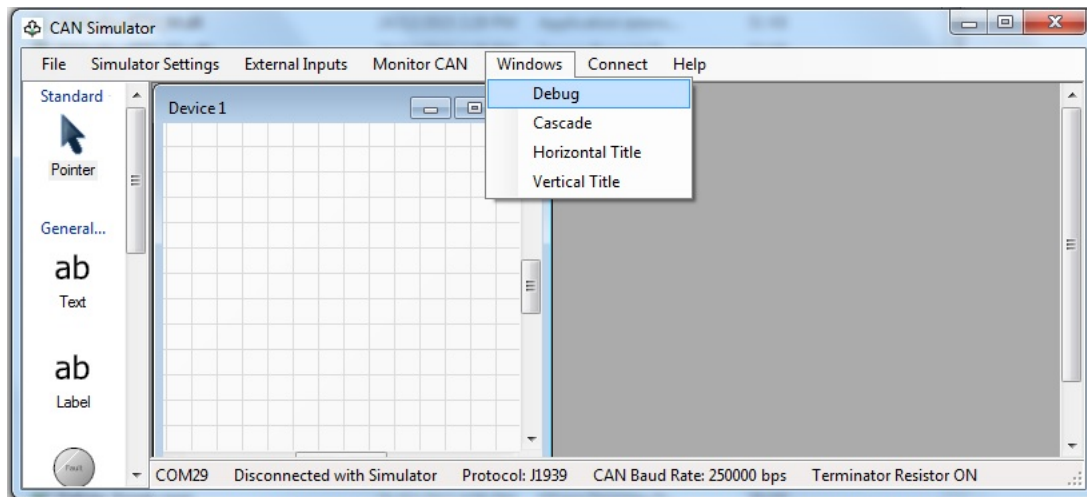 CAN Simulator
File Simulator Settings External Inputs Monitor CAN Windows Connect Help
Standard
Pointer
General...
ab
Text
ab
Label
Fault
Device 1
Debug
Cascade
Horizontal Title
Vertical Title
COM29 Disconnected with Simulator Protocol: J1939 CAN Baud Rate: 250000 bps Terminator Resistor ON